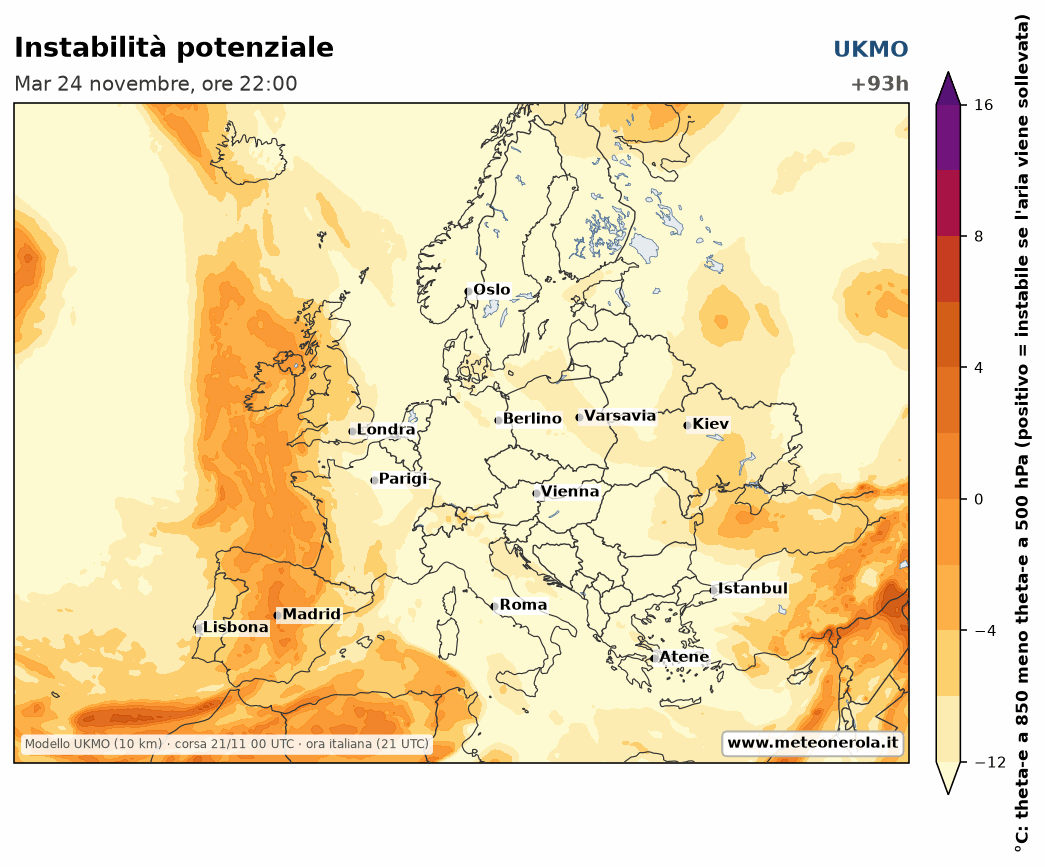 Instabilità potenziale
UKMO
Mar 24 novembre, ore 22:00
+93h
Oslo
Londra
Berlino
Varsavia
Kiev
Parigi
Vienna
Istanbul
Madrid
Roma
Lisbona
Atene
Modello UKMO (10 km) · corsa 21/11 00 UTC · ora italiana (21 UTC)
www.meteonerola.it
16
8
4
0
−4
−12
°C: theta-e a 850 meno theta-e a 500 hPa (positivo = instabile se l'aria viene sollevata)